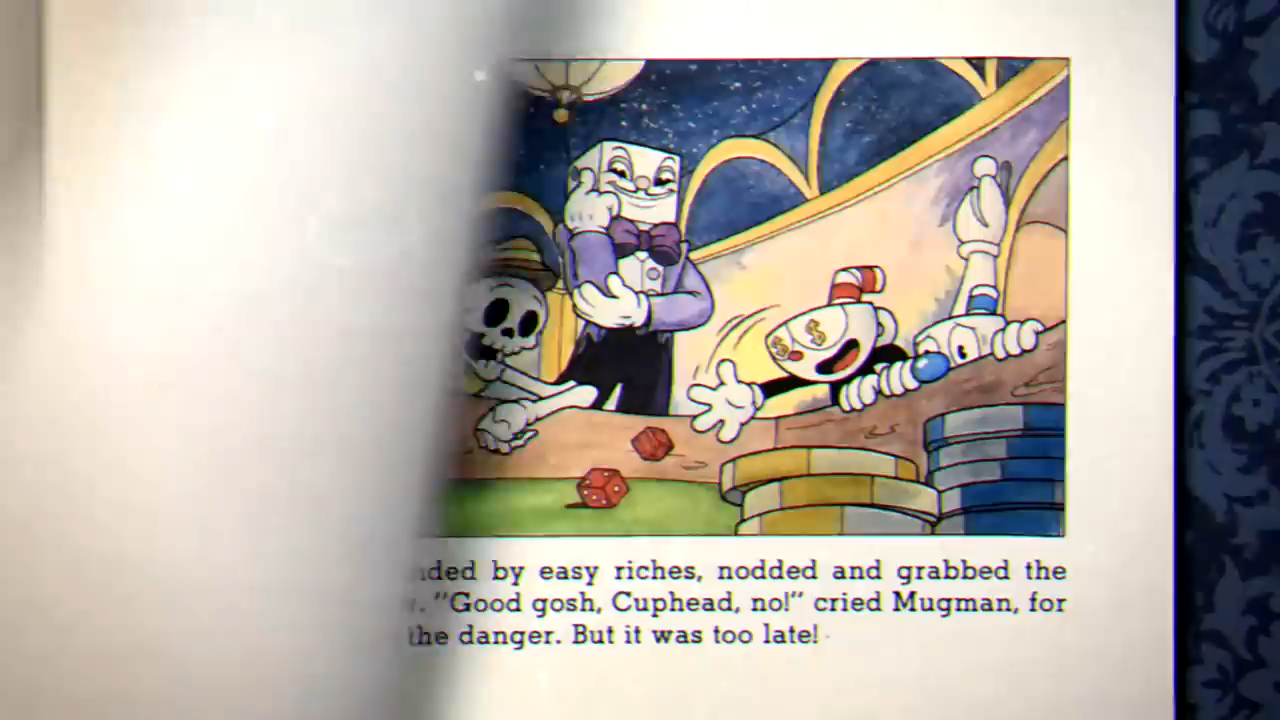 by easy riches, nodded and grabbed the
"Good gosh, Cuphead, no!" cried Mugman, for
the danger. But it was too late!